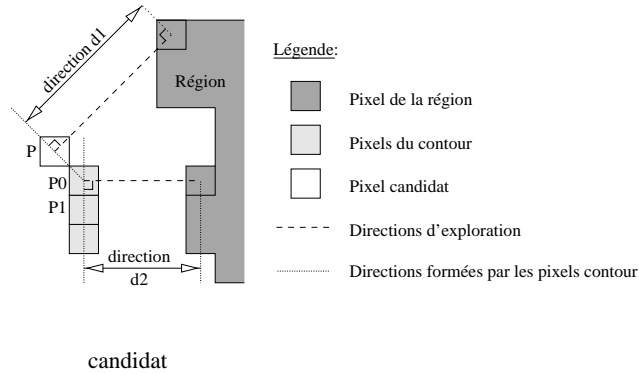 direction d1
Région
P
P0
P1
direction
d2
Légende:
Pixel de la région
Pixels du contour
Pixel candidat
Directions d'exploration
Directions formées par les pixels contour
candidat